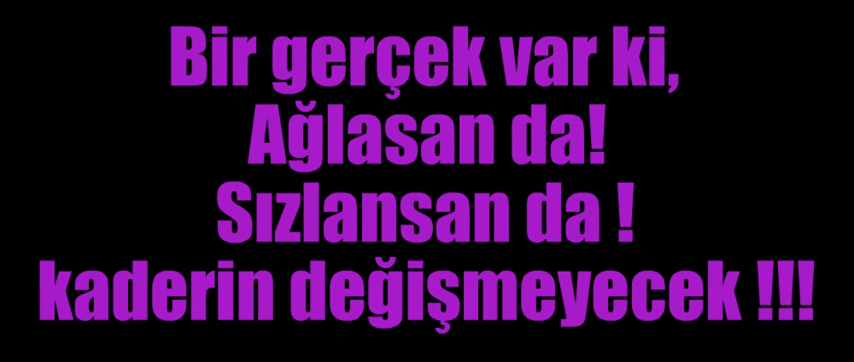 Bir gerçek var ki,
Ağlasan da!
Sızlansan da !
kaderin değişmeyecek !!!